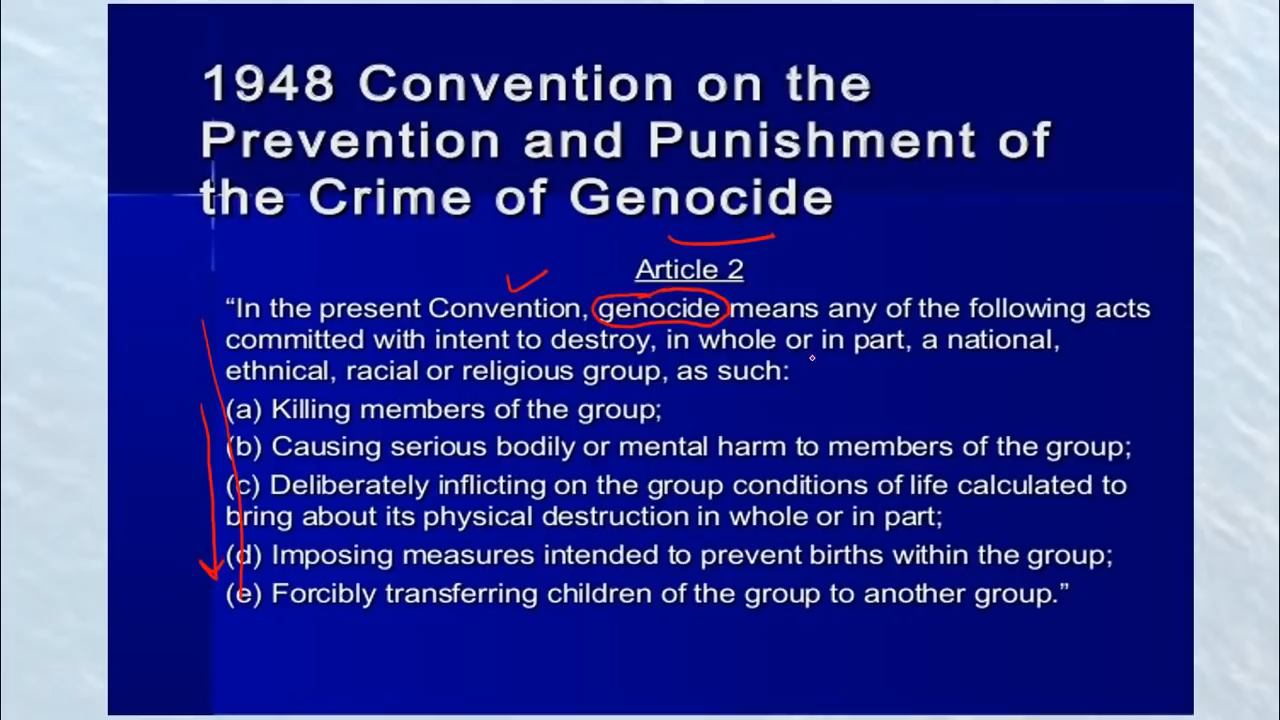 1948 Convention on the
Prevention and Punishment of
the Crime of Genocide
Article 2
“In the present Convention, genocide means any of the following acts
committed with intent to destroy, in whole or in part, a national,
ethnical, racial or religious group, as such:
(a) Killing members of the group;
(b) Causing serious bodily or mental harm to members of the group;
(c) Deliberately inflicting on the group conditions of life calculated to
bring about its physical destruction in whole or in part;
(d) Imposing measures intended to prevent births within the group;
(e) Forcibly transferring children of the group to another group.”